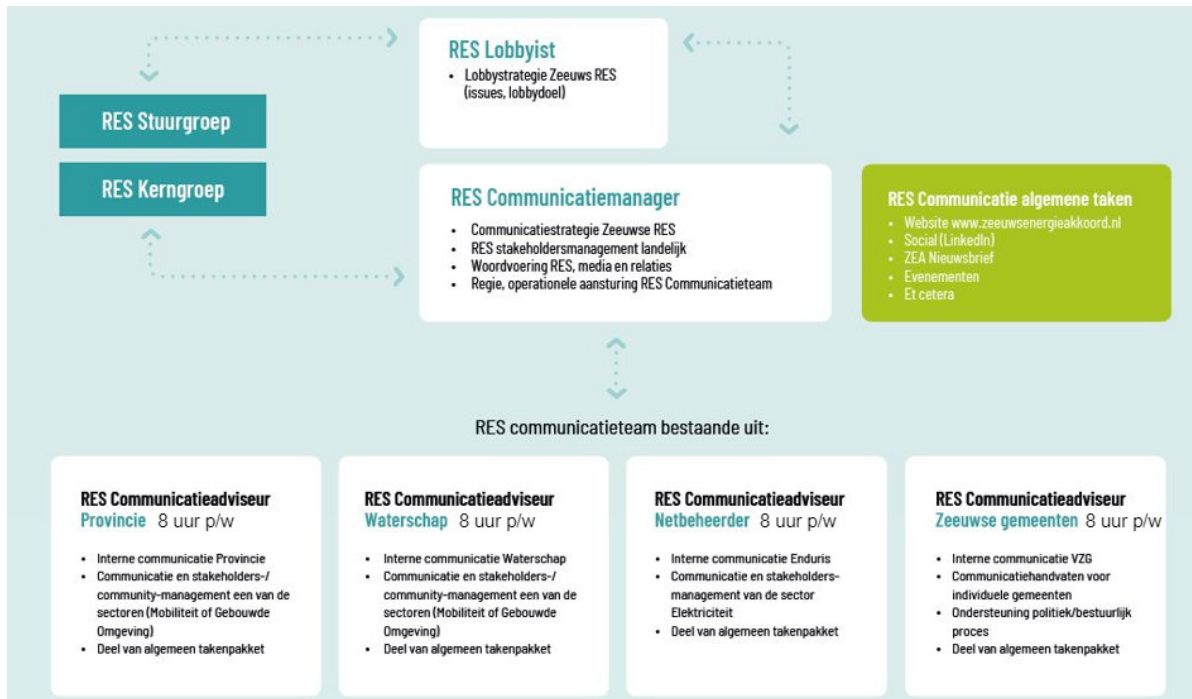 RES Lobbyist
• Lobbystrategie Zeeuws RES
(issues, lobbydoel)
RES Stuurgroep
RES Kerngroep
RES Communicatiemanager
• Communicatiestrategie Zeeuwse RES
• RES stakeholdersmanagement landelijk
• Woordvoering RES, media en relaties
• Regie, operationele aansturing RES Communicatieteam
RES Communicatie algemene taken
• Website www.zeeuwsenergieakkoord.nl
• Social (LinkedIn)
• ZEA Nieuwsbrief
• Evenementen
• Et cetera
RES communicatieteam bestaande uit:
RES Communicatieadviseur
Provincie 8 uur p/w
• Interne communicatie Provincie
• Communicatie en stakeholders-/
community-management een van de
sectoren (Mobiliteit of Gebouwde
Omgeving)
• Deel van algemeen takenpakket
RES Communicatieadviseur
Waterschap 8 uur p/w
• Interne communicatie Waterschap
• Communicatie en stakeholders-/
community-management een van de
sectoren (Mobiliteit of Gebouwde
Omgeving)
• Deel van algemeen takenpakket
RES Communicatieadviseur
Netbeheerder 8 uur p/w
• Interne communicatie Enduris
• Communicatie en stakeholders-
management van de sector
Elektriciteit
• Deel van algemeen takenpakket
RES Communicatieadviseur
Zeeuwse gemeenten 8 uur p/w
• Interne communicatie VZG
• Communicatiehandvaten voor
individuele gemeenten
• Ondersteuning politiek/bestuurlijk
proces
• Deel van algemeen takenpakket